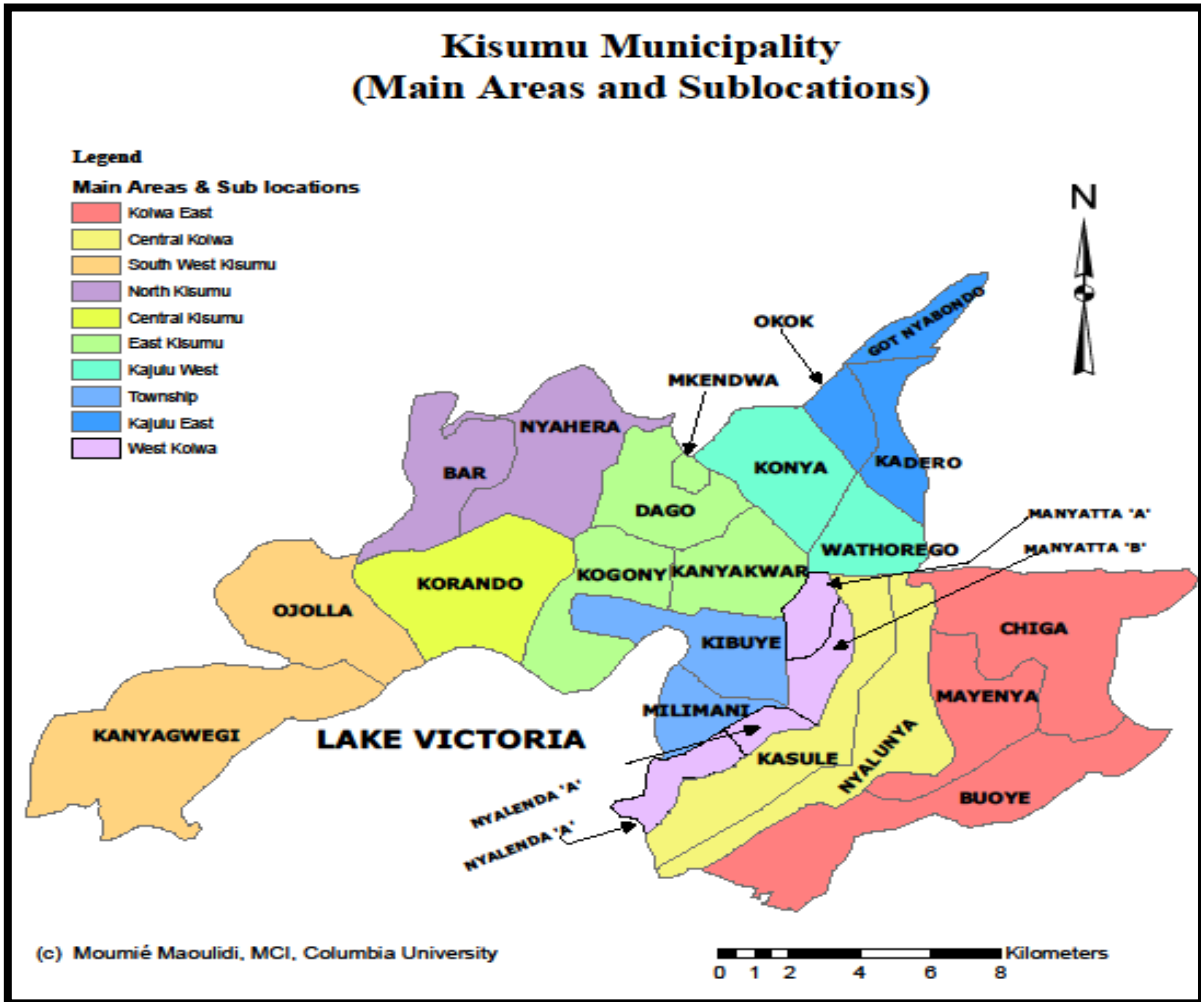 Kisumu Municipality
(Main Areas and Sublocations)
Legend
Main Areas & Sub locations
Kolwa East
Central Kolwa
South West Kisumu
North Kisumu
Central Kisumu
East Kisumu
Kajulu West
Township
Kajulu East
West Kolwa
N
GOT NYABONDO
OKOK
MKENDWA
NYAHERA
BAR
KONYA
KADERO
DAGO
MANYATTA 'A'
WATHOREGO
MANYATTA 'B'
KOGONY
KANYAKWAR
KORANDO
OJOLLA
CHIGA
KIBUYE
MAYENYA
MILIMANI
KANYAGWEGI
LAKE VICTORIA
NYALUNYA
KASULE
NYALENDA 'A'
BUOYE
NYALENDA 'A'
(c) Moumié Maoulidi, MCI, Columbia University
Kilometers
0 1 2 4 6 8